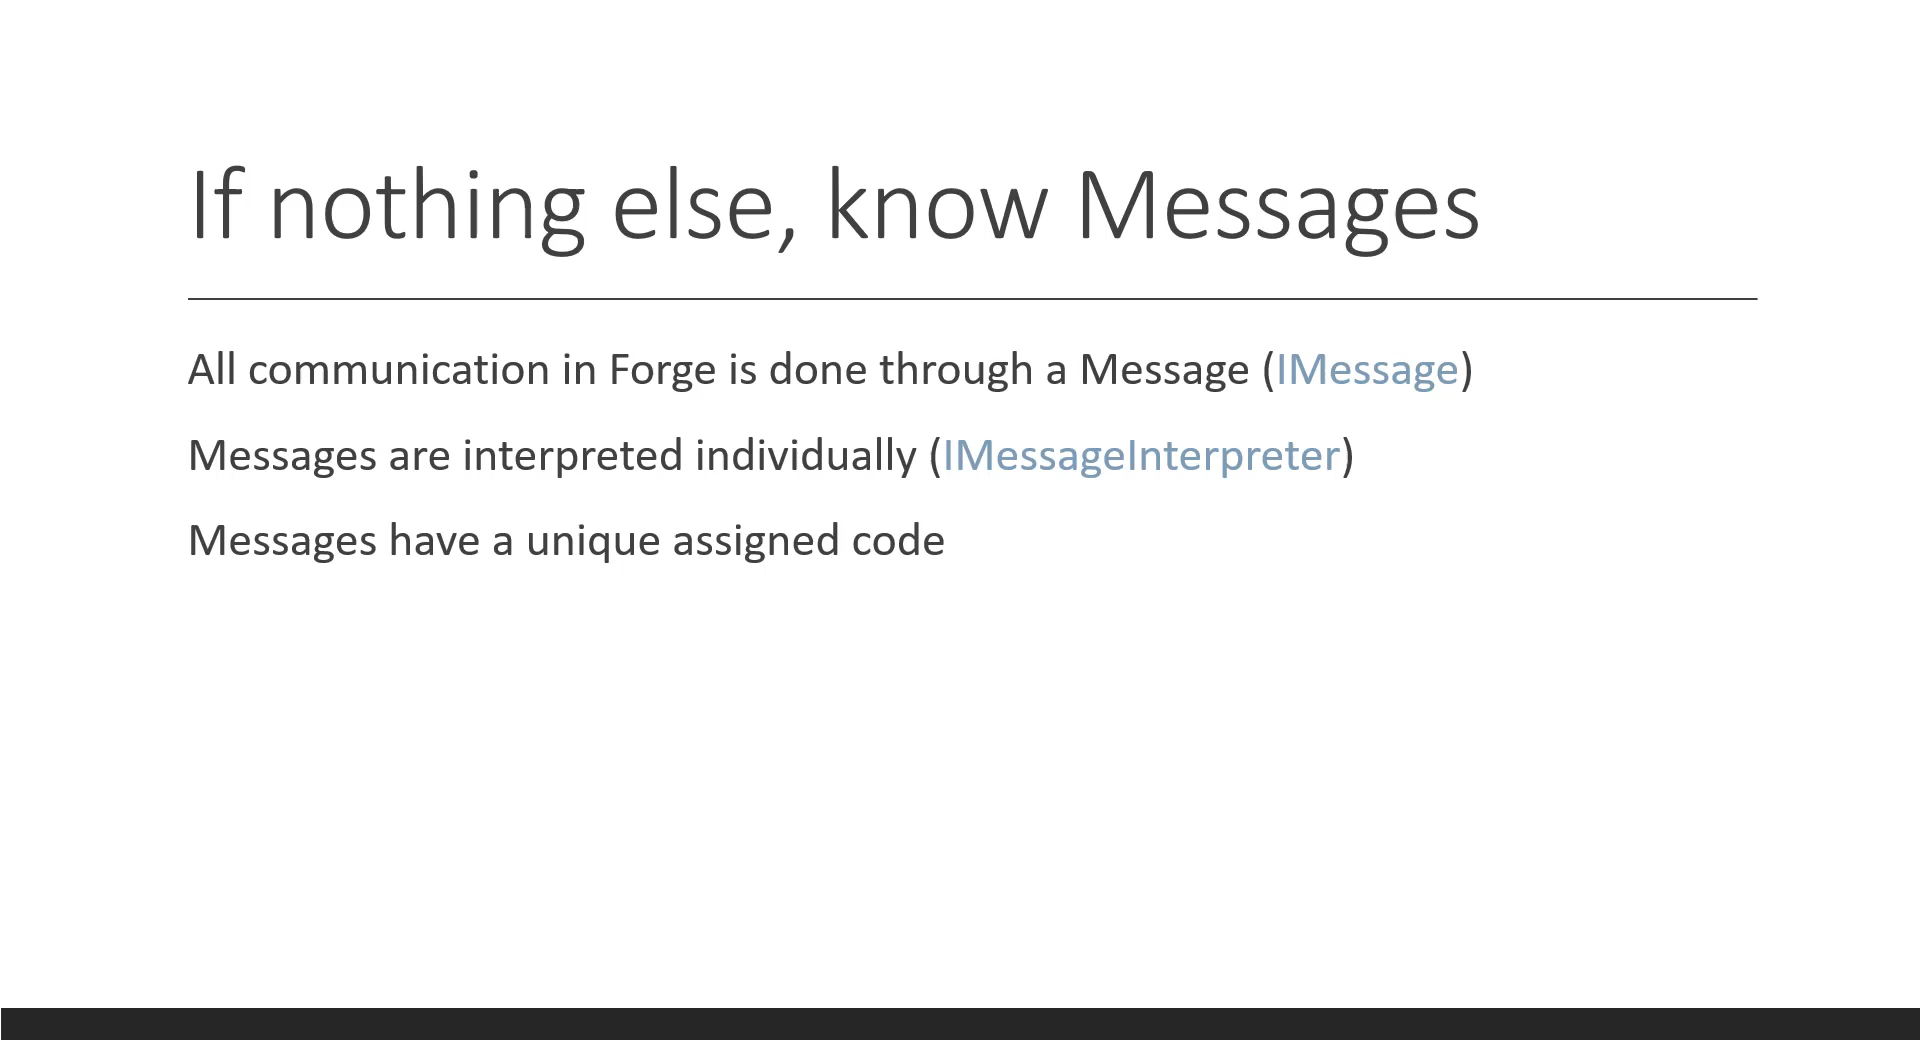 If nothing else, know Messages
All communication in Forge is done through a Message (IMessage)
Messages are interpreted individually (IMessageInterpreter)
Messages have a unique assigned code